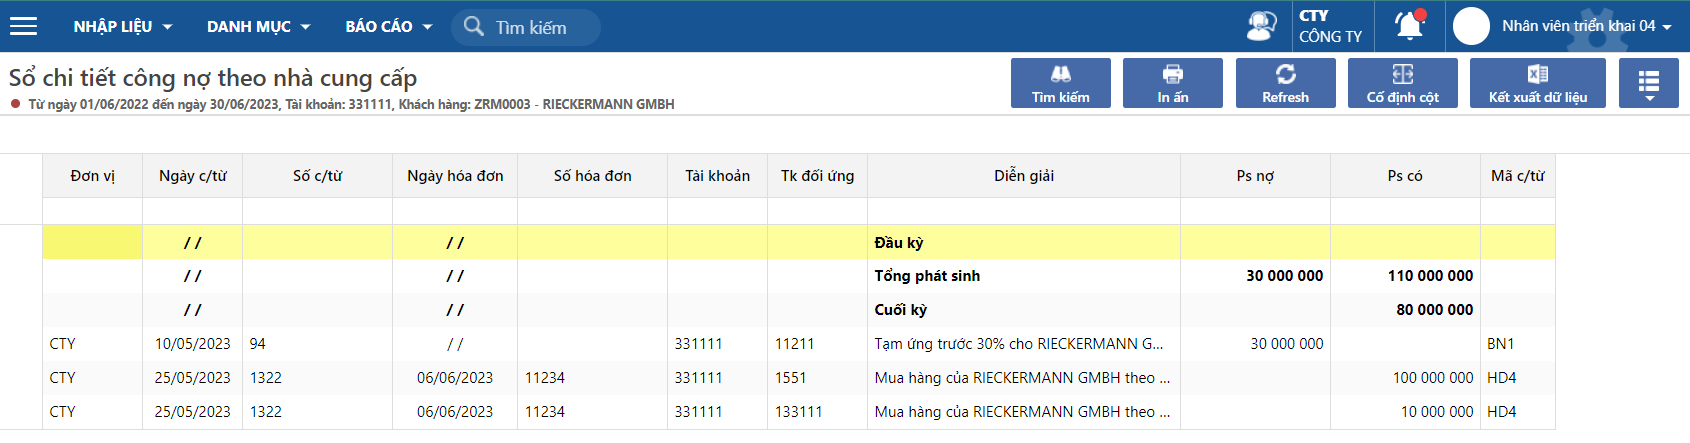 NHẬP LIỆU DANH MỤC BÁO CÁO Tìm kiếm CTY CÔNG TY Nhân viên triển khai 04
Sổ chi tiết công nợ theo nhà cung cấp
Từ ngày 01/06/2022 đến ngày 30/06/2023, Tài khoản: 331111, Khách hàng: ZRM0003 - RIECKERMANN GMBH
Tìm kiếm In ấn Refresh Cố định cột Kết xuất dữ liệu
Đơn vị Ngày c/từ Số c/từ Ngày hóa đơn Số hóa đơn Tài khoản Tk đối ứng Diễn giải Ps nợ Ps có Mã c/từ
/ / / / Đầu kỳ
/ / / / Tổng phát sinh 30 000 000 110 000 000
/ / / / Cuối kỳ 80 000 000
CTY 10/05/2023 94 / / 331111 11211 Tạm ứng trước 30% cho RIECKERMANN G... 30 000 000 BN1
CTY 25/05/2023 1322 06/06/2023 11234 331111 1551 Mua hàng của RIECKERMANN GMBH theo ... 100 000 000 HD4
CTY 25/05/2023 1322 06/06/2023 11234 331111 133111 Mua hàng của RIECKERMANN GMBH theo ... 10 000 000 HD4